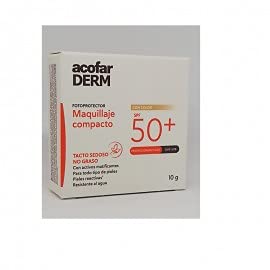 acofar
DERM
FOTOPROTECTOR
Maquillaje
compacto
TACTO SEDOSO
NO GRASO
Con activos matificantes
Para todo tipo de pieles
Pieles reactivas
Resistente al agua
CON COLOR
SPF
50+
10 g